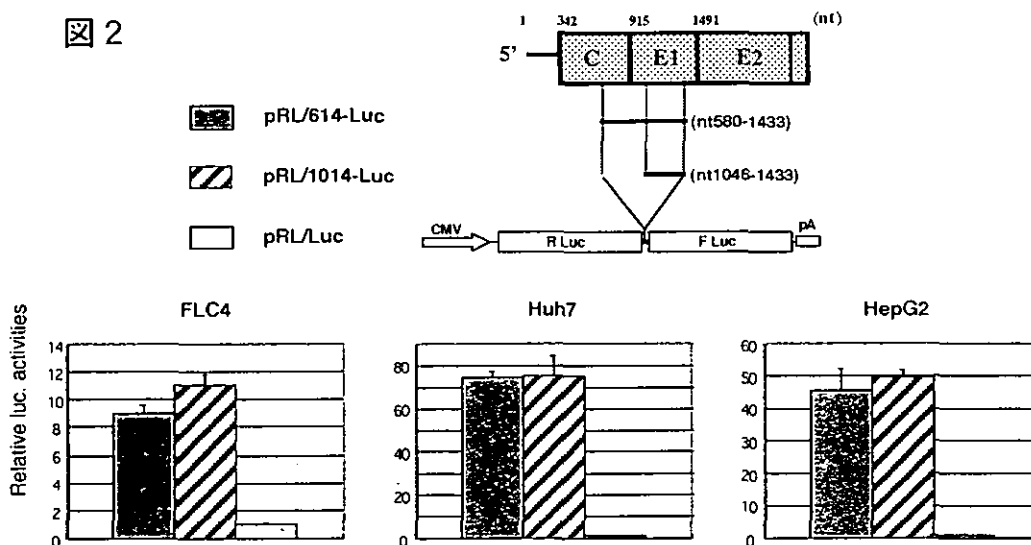 図 2
1 342 915 1491 (nt)
5' C E1 E2
pRL/614-Luc
(nt580-1433)
pRL/1014-Luc
(nt1046-1433)
pRL/Luc
CMV R Luc F Luc pA
FLC4 Huh7 HepG2
Relative luc. activities
14
12
10
8
6
4
2
0
80
60
40
20
0
60
50
40
30
20
10
0